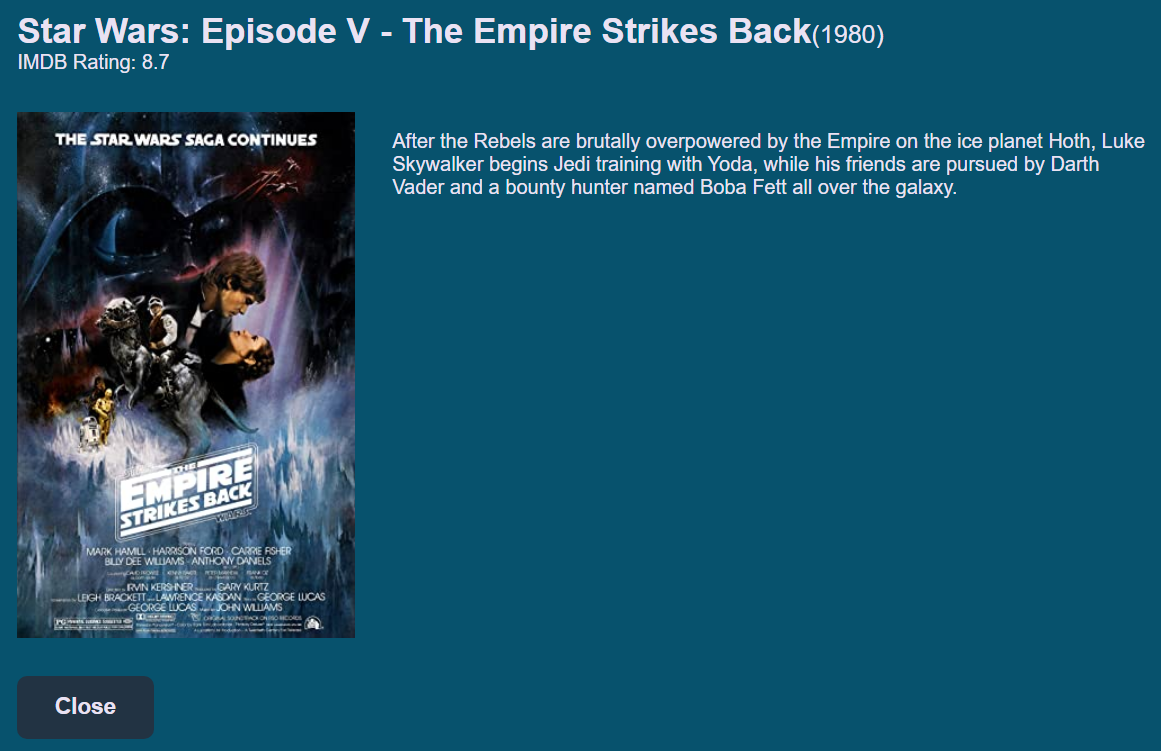 Star Wars: Episode V - The Empire Strikes Back(1980)
IMDB Rating: 8.7
THE STAR WARS SAGA CONTINUES
After the Rebels are brutally overpowered by the Empire on the ice planet Hoth, Luke
Skywalker begins Jedi training with Yoda, while his friends are pursued by Darth
Vader and a bounty hunter named Boba Fett all over the galaxy.
THE
EMPIRE
STRIKES BACK
WARS
MARK HAMILL · HARRISON FORD · CARRIE FISHER
BILLY DEE WILLIAMS · ANTHONY DANIELS
IRVIN KERSHNER GARY KURTZ
LEIGH BRACKETT LAWRENCE KASDAN GEORGE LUCAS
GEORGE LUCAS JOHN WILLIAMS
PG
Close